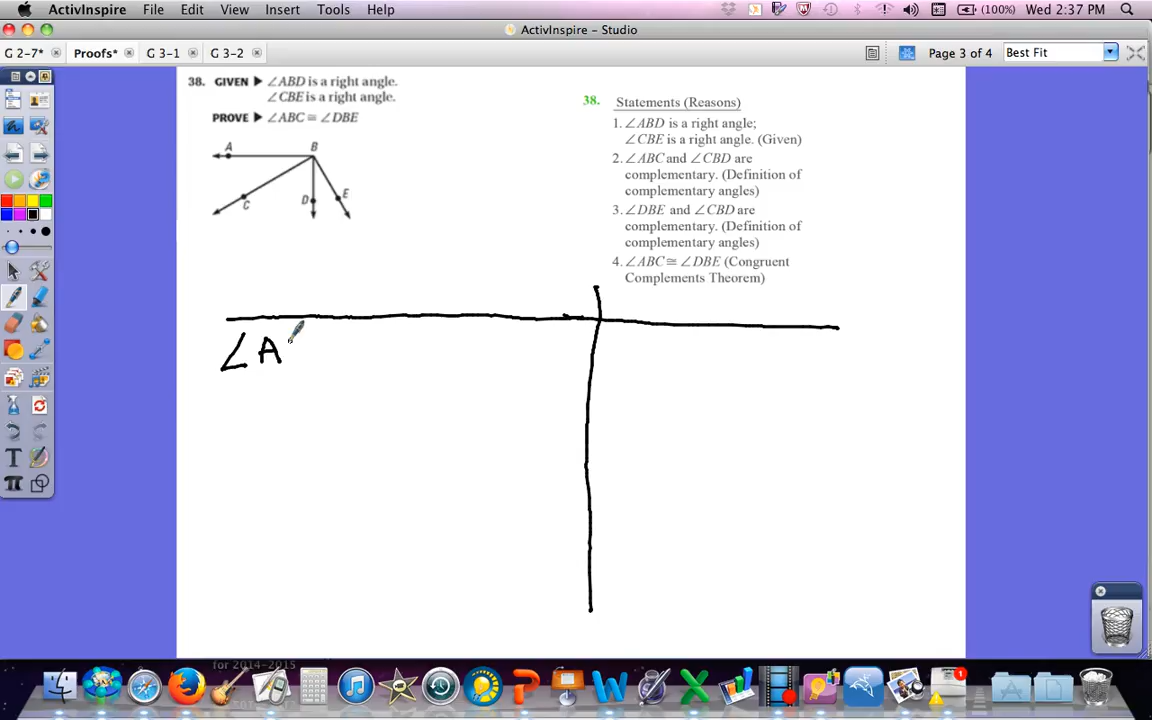 ActivInspire File Edit View Insert Tools Help (100%) Wed 2:37 PM
ActivInspire – Studio
G 2-7* Proofs* G 3-1 G 3-2 Page 3 of 4 Best Fit
38. GIVEN ▶ ∠ABD is a right angle.
∠CBE is a right angle.
PROVE ▶ ∠ABC ≅ ∠DBE
A B
C D E
38. Statements (Reasons)
1. ∠ABD is a right angle;
∠CBE is a right angle. (Given)
2. ∠ABC and ∠CBD are
complementary. (Definition of
complementary angles)
3. ∠DBE and ∠CBD are
complementary. (Definition of
complementary angles)
4. ∠ABC ≅ ∠DBE (Congruent
Complements Theorem)
∠A
T
π
for 2014-2015
P W X 1